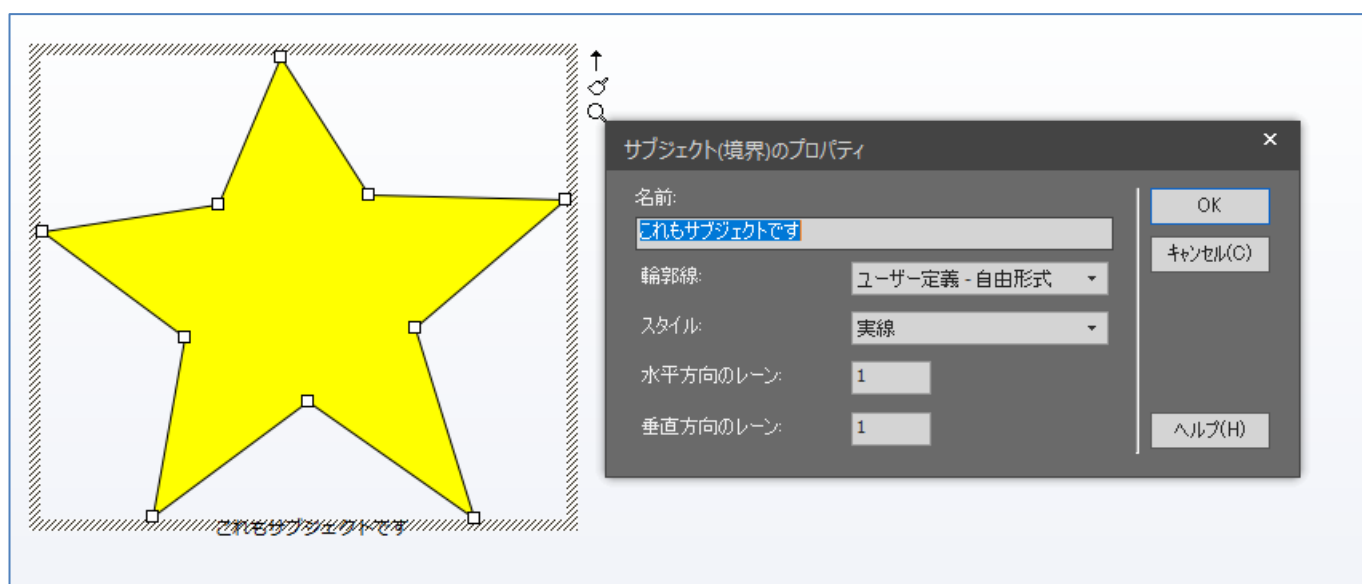 サブジェクト(境界)のプロパティ
名前:
これもサブジェクトです
輪郭線:
ユーザー定義 - 自由形式
スタイル:
実線
水平方向のレーン:
1
垂直方向のレーン:
1
OK
キャンセル(C)
ヘルプ(H)
これもサブジェクトです